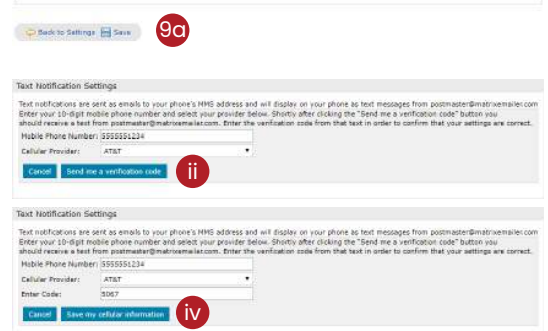 Back to Settings Save 9a
Text Notification Settings
Text notifications are sent as emails to your phone's MMS address and will display on your phone as text messages from postmaster@matrixemailer.com
Enter your 10-digit mobile phone number and select your provider below. Shortly after clicking the "Send me a verification code" button you
should receive a text from postmaster@matrixemailer.com. Enter the verification code from that text in order to confirm that your settings are correct.
Mobile Phone Number: 5555551234
Cellular Provider: AT&T
Cancel Send me a verification code ii
Text Notification Settings
Text notifications are sent as emails to your phone's MMS address and will display on your phone as text messages from postmaster@matrixemailer.com
Enter your 10-digit mobile phone number and select your provider below. Shortly after clicking the "Send me a verification code" button you
should receive a text from postmaster@matrixemailer.com. Enter the verification code from that text in order to confirm that your settings are correct.
Mobile Phone Number: 5555551234
Cellular Provider: AT&T
Enter Code: 5067
Cancel Save my cellular information iv